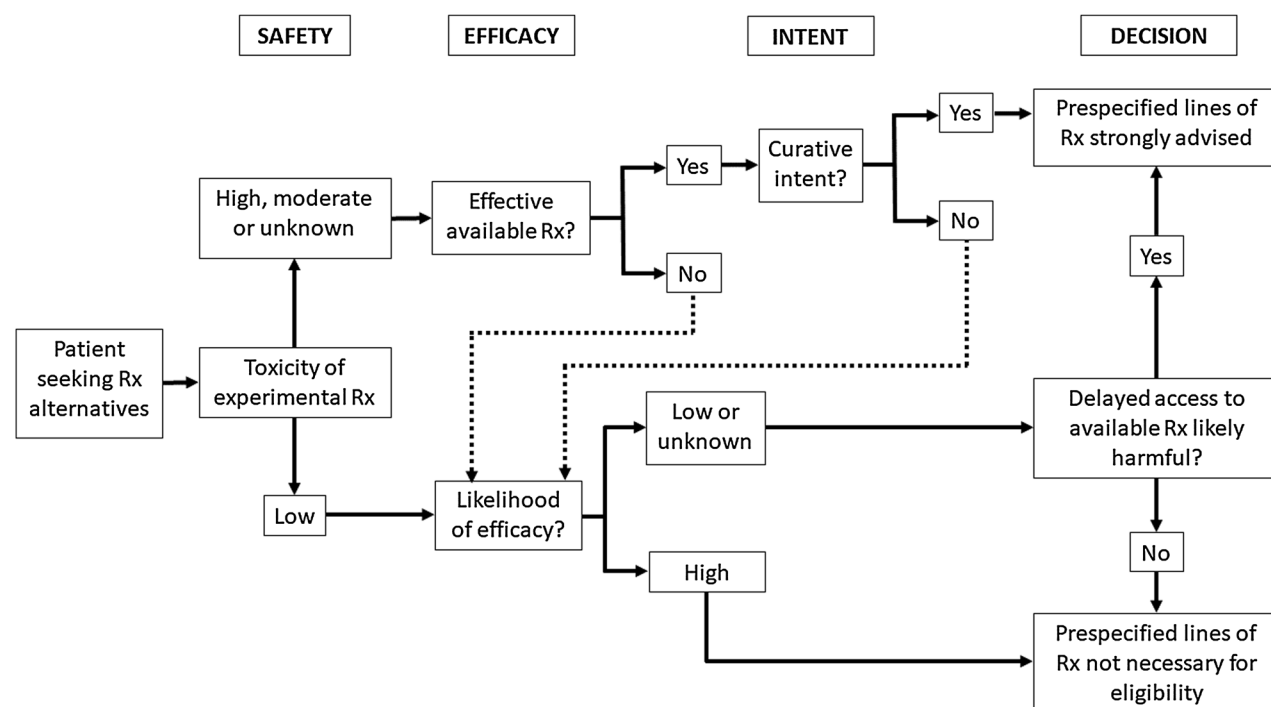 SAFETY
EFFICACY
INTENT
DECISION
Patient
seeking Rx
alternatives
Toxicity of
experimental Rx
High, moderate
or unknown
Low
Effective
available Rx?
Yes
No
Curative
intent?
Yes
No
Prespecified lines of
Rx strongly advised
Likelihood
of efficacy?
Low or
unknown
High
Yes
Delayed access to
available Rx likely
harmful?
No
Prespecified lines of
Rx not necessary for
eligibility